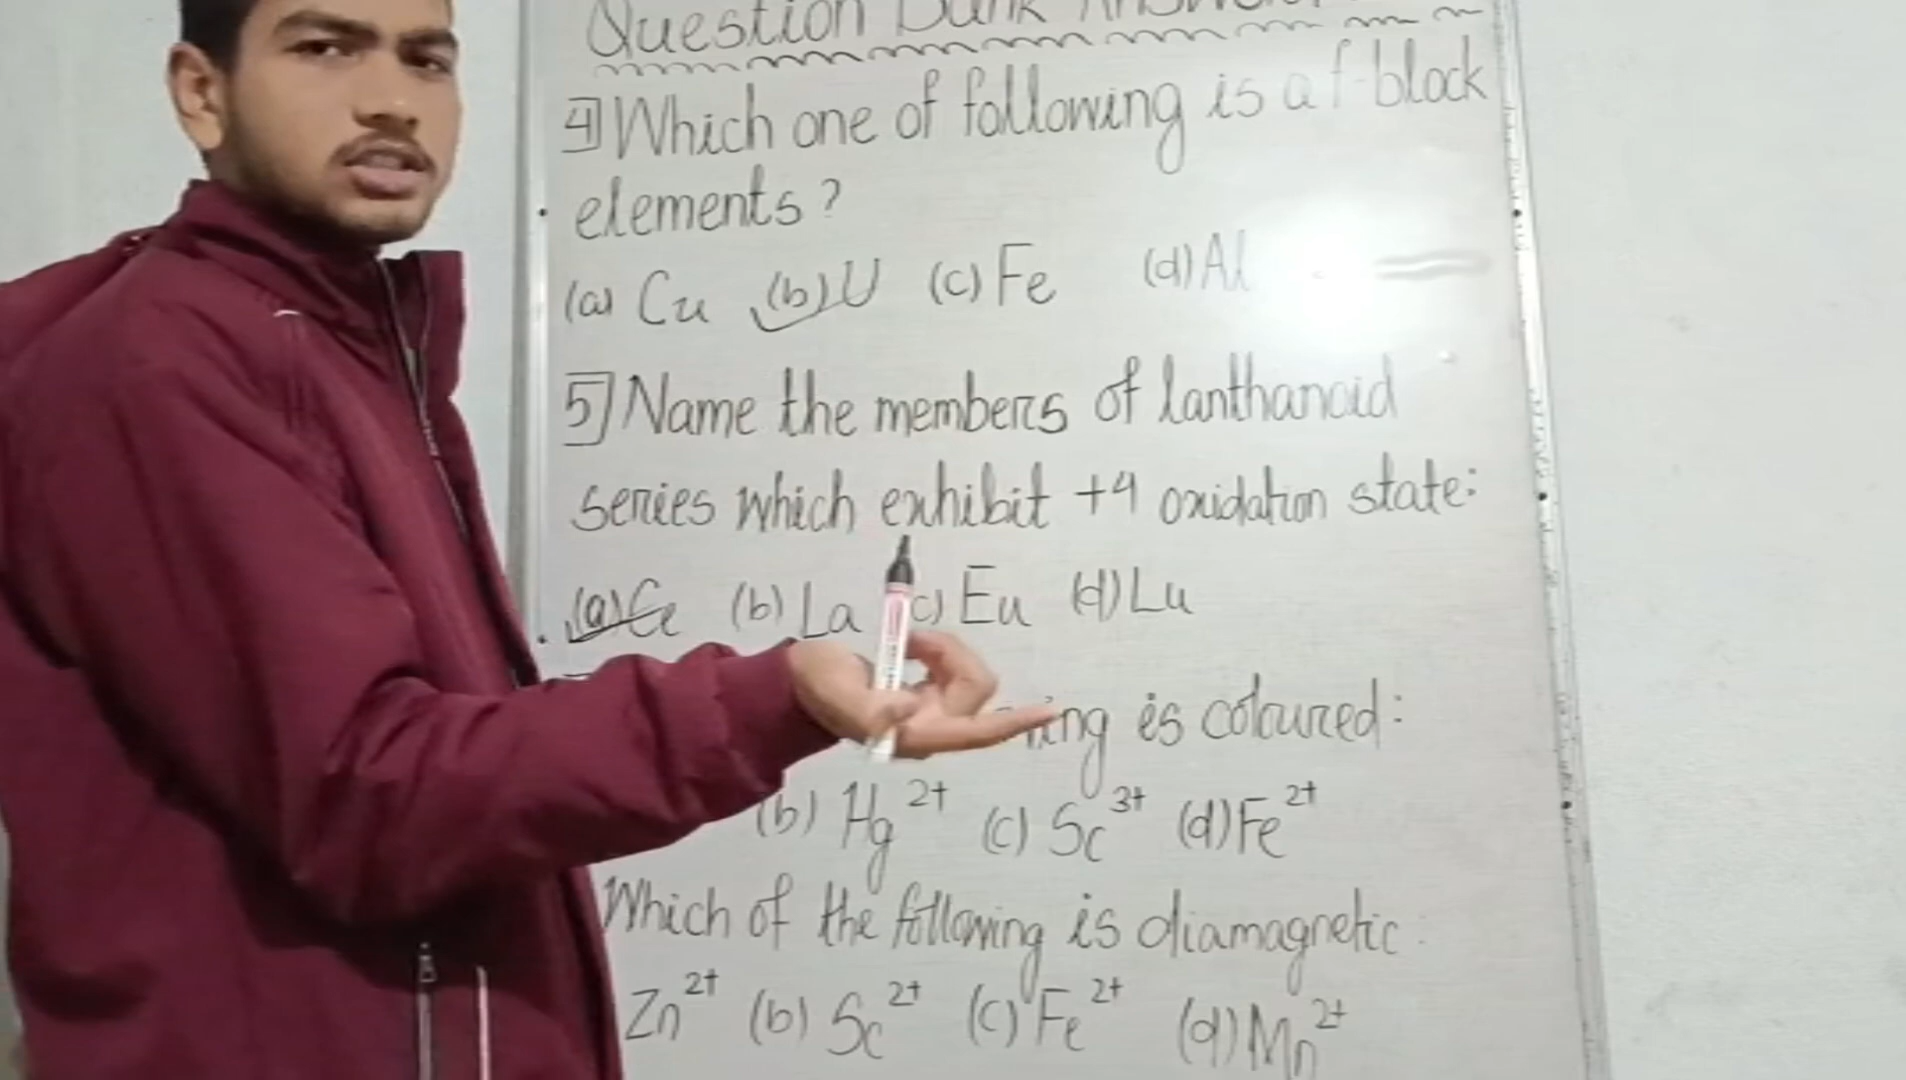 Question Bank Answer
4] Which one of following is a f-block
elements?
(a) Cu (b) U (c) Fe (d) Al
5] Name the members of lanthanoid
series which exhibit +4 oxidation state:
(a) Ce (b) La (c) Eu (d) Lu
is coloured:
(b) Hg²⁺ (c) Sc³⁺ (d) Fe²⁺
Which of the following is diamagnetic:
Zn²⁺ (b) Sc²⁺ (c) Fe²⁺ (d) Mn²⁺